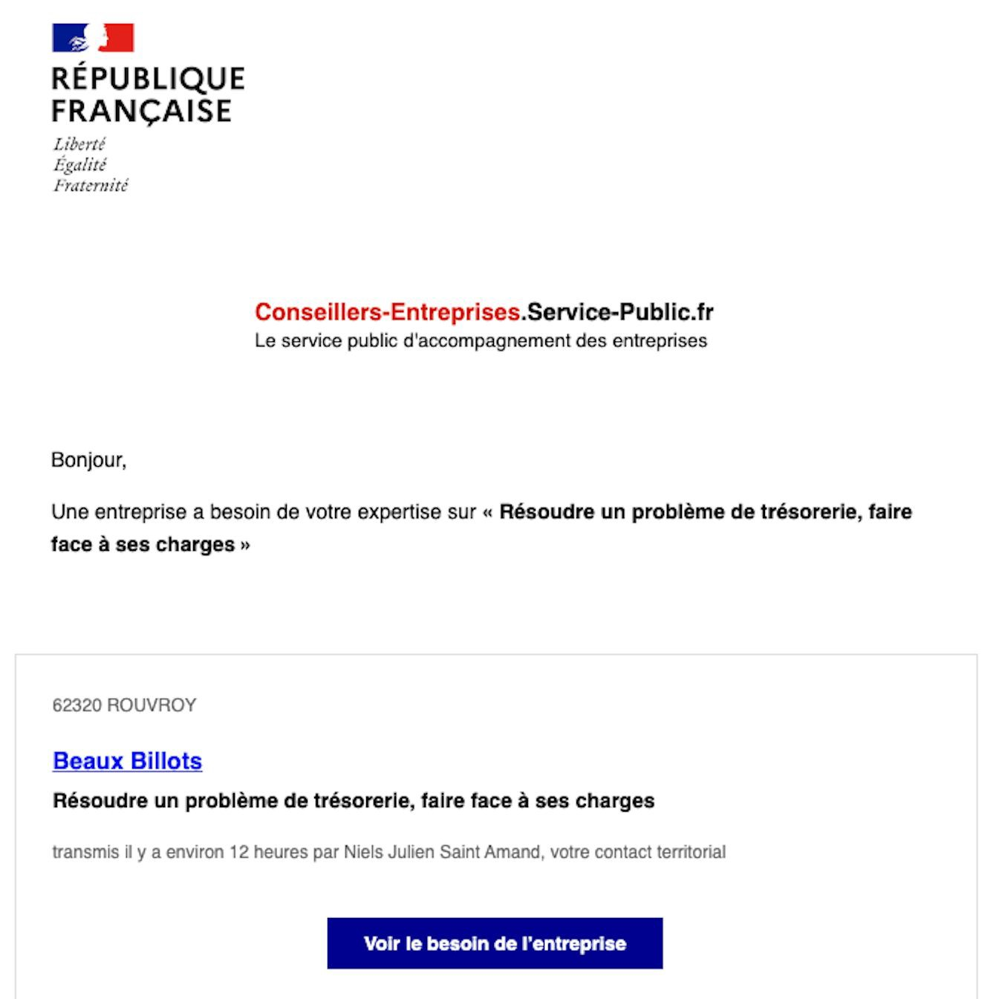 RÉPUBLIQUE
FRANÇAISE
Liberté
Égalité
Fraternité
Conseillers-Entreprises.Service-Public.fr
Le service public d'accompagnement des entreprises
Bonjour,
Une entreprise a besoin de votre expertise sur « Résoudre un problème de trésorerie, faire
face à ses charges »
62320 ROUVROY
Beaux Billots
Résoudre un problème de trésorerie, faire face à ses charges
transmis il y a environ 12 heures par Niels Julien Saint Amand, votre contact territorial
Voir le besoin de l'entreprise